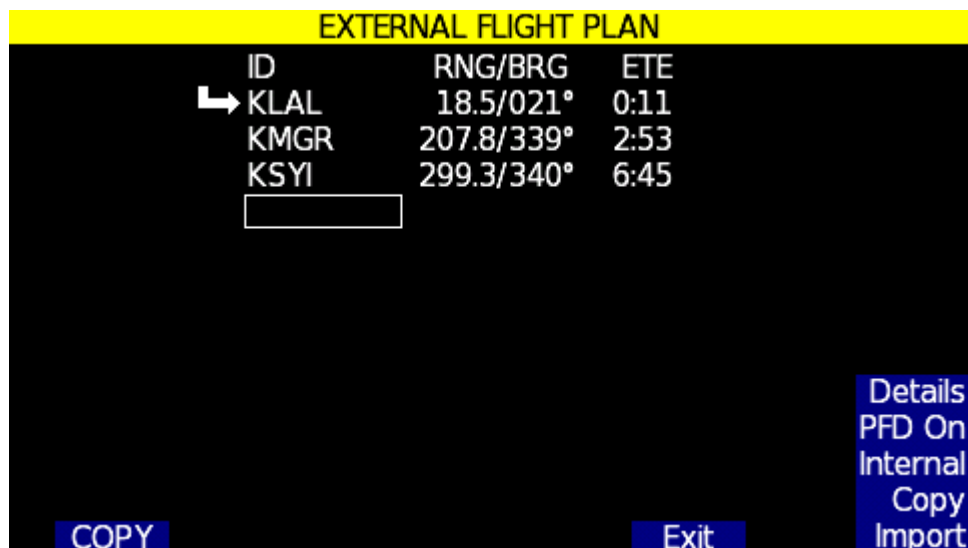 EXTERNAL FLIGHT PLAN
ID RNG/BRG ETE
KLAL 18.5/021° 0:11
KMGR 207.8/339° 2:53
KSYI 299.3/340° 6:45
Details
PFD On
Internal
Copy
COPY Exit Import